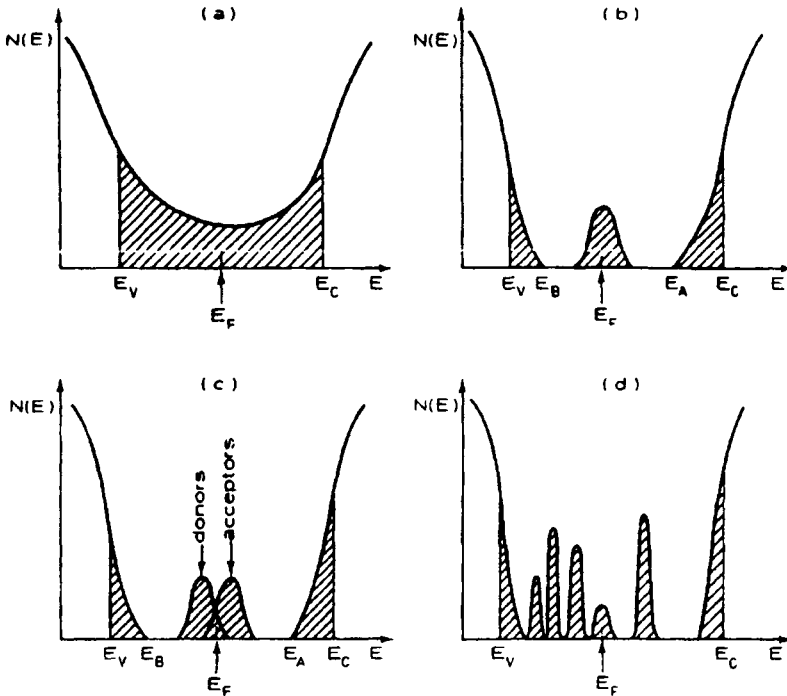 (a)
N(E)
E_V E_C E
E_F
(b)
N(E)
E_V E_B E_A E_C E
E_F
(c)
N(E)
donors
acceptors
E_V E_B E_A E_C E
E_F
(d)
N(E)
E_V E_C E
E_F